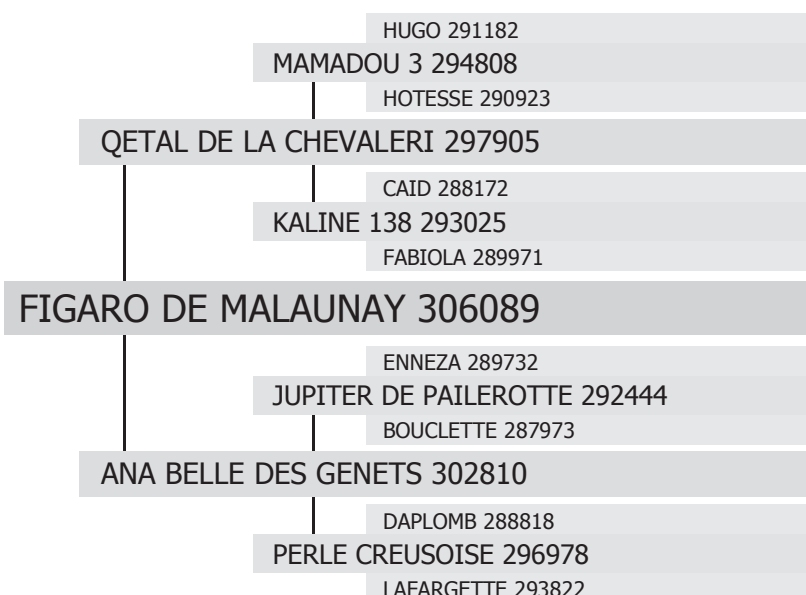 HUGO 291182
MAMADOU 3 294808
HOTESSE 290923
QETAL DE LA CHEVALERI 297905
CAID 288172
KALINE 138 293025
FABIOLA 289971
FIGARO DE MALAUNAY 306089
ENNEZA 289732
JUPITER DE PAILEROTTE 292444
BOUCLETTE 287973
ANA BELLE DES GENETS 302810
DAPLOMB 288818
PERLE CREUSOISE 296978
LAFARGETTE 293822